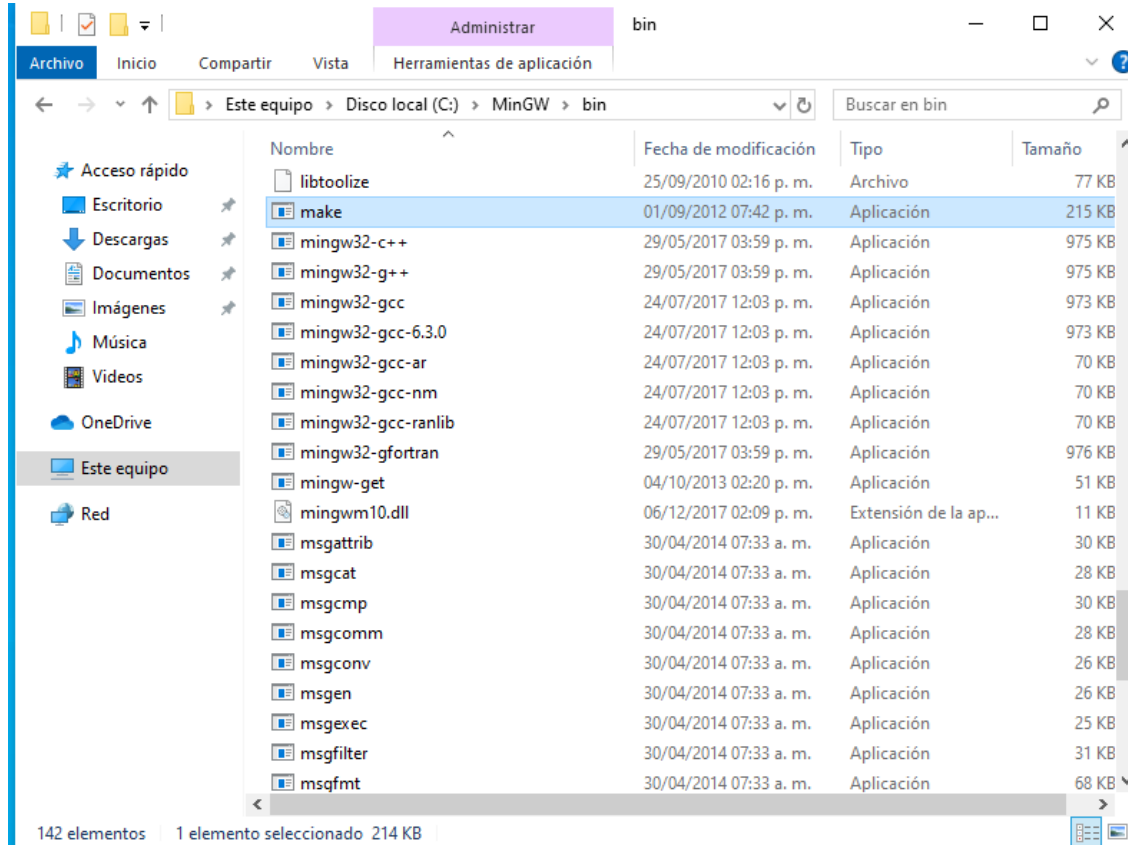 Administrar bin
Archivo Inicio Compartir Vista Herramientas de aplicación ?
Este equipo > Disco local (C:) > MinGW > bin Buscar en bin
Nombre Fecha de modificación Tipo Tamaño
Acceso rápido
Escritorio
Descargas
Documentos
Imágenes
Música
Videos
OneDrive
Este equipo
Red
libtoolize 25/09/2010 02:16 p. m. Archivo 77 KB
make 01/09/2012 07:42 p. m. Aplicación 215 KB
mingw32-c++ 29/05/2017 03:59 p. m. Aplicación 975 KB
mingw32-g++ 29/05/2017 03:59 p. m. Aplicación 975 KB
mingw32-gcc 24/07/2017 12:03 p. m. Aplicación 973 KB
mingw32-gcc-6.3.0 24/07/2017 12:03 p. m. Aplicación 973 KB
mingw32-gcc-ar 24/07/2017 12:03 p. m. Aplicación 70 KB
mingw32-gcc-nm 24/07/2017 12:03 p. m. Aplicación 70 KB
mingw32-gcc-ranlib 24/07/2017 12:03 p. m. Aplicación 70 KB
mingw32-gfortran 29/05/2017 03:59 p. m. Aplicación 976 KB
mingw-get 04/10/2013 02:20 p. m. Aplicación 51 KB
mingwm10.dll 06/12/2017 02:09 p. m. Extensión de la ap... 11 KB
msgattrib 30/04/2014 07:33 a. m. Aplicación 30 KB
msgcat 30/04/2014 07:33 a. m. Aplicación 28 KB
msgcmp 30/04/2014 07:33 a. m. Aplicación 30 KB
msgcomm 30/04/2014 07:33 a. m. Aplicación 28 KB
msgconv 30/04/2014 07:33 a. m. Aplicación 26 KB
msgen 30/04/2014 07:33 a. m. Aplicación 26 KB
msgexec 30/04/2014 07:33 a. m. Aplicación 25 KB
msgfilter 30/04/2014 07:33 a. m. Aplicación 31 KB
msgfmt 30/04/2014 07:33 a. m. Aplicación 68 KB
142 elementos 1 elemento seleccionado 214 KB